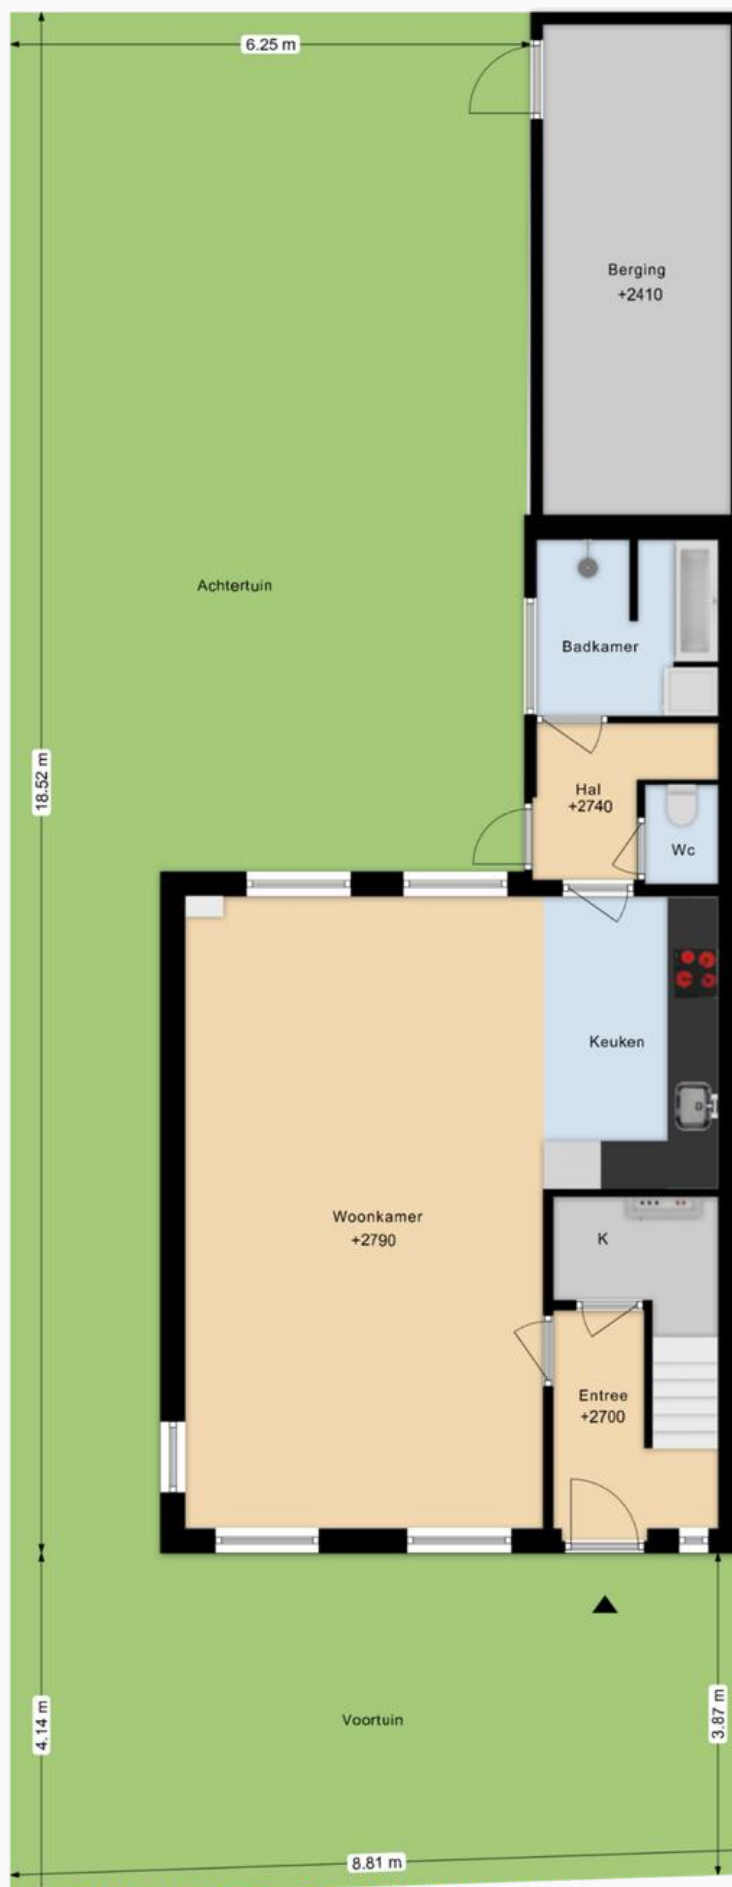 6.25 m
Berging
+2410
Achtertuin
Badkamer
18.52 m
Hal
+2740
Wc
Keuken
Woonkamer
+2790
K
Entree
+2700
4.14 m
Voortuin
3.87 m
8.81 m